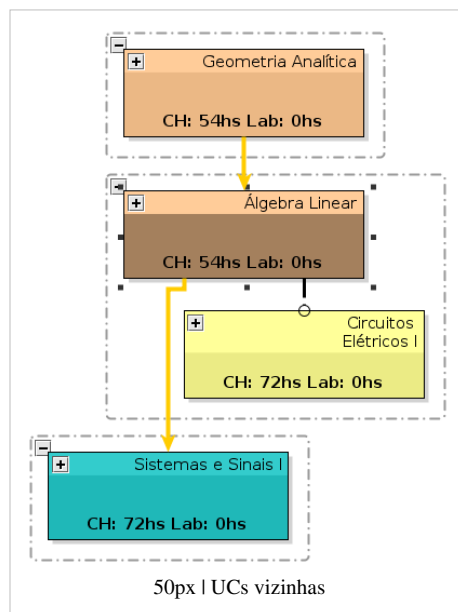 Geometria Analítica
CH: 54hs Lab: 0hs
Álgebra Linear
CH: 54hs Lab: 0hs
Circuitos
Elétricos I
CH: 72hs Lab: 0hs
Sistemas e Sinais I
CH: 72hs Lab: 0hs
50px | UCs vizinhas